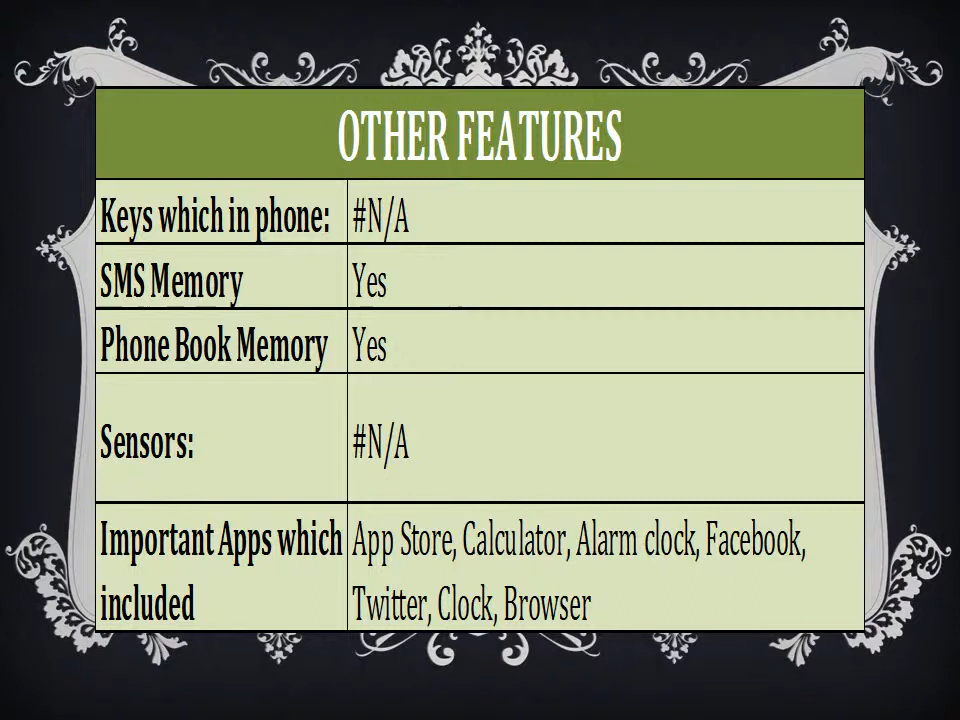 OTHER FEATURES
Keys which in phone: #N/A
SMS Memory Yes
Phone Book Memory Yes
Sensors: #N/A
Important Apps which included App Store, Calculator, Alarm clock, Facebook,
Twitter, Clock, Browser